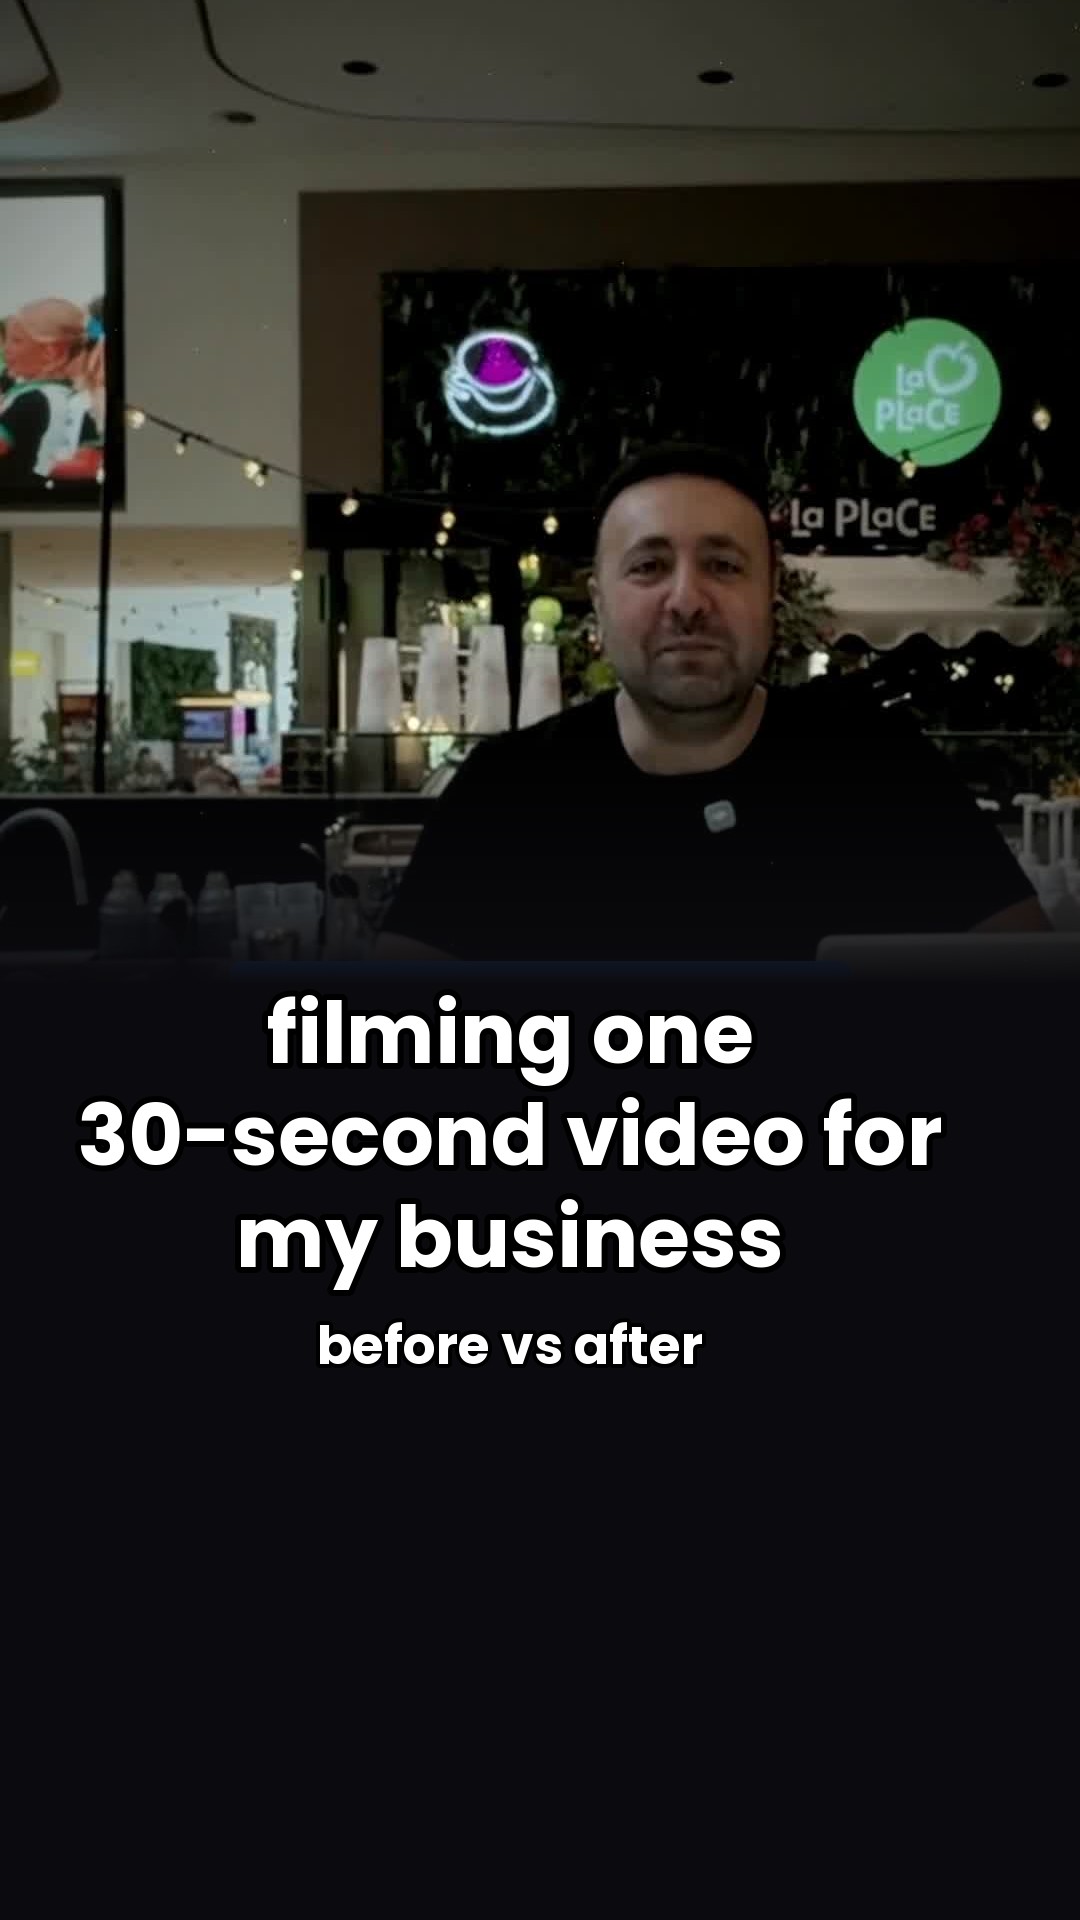 La
PLaCE
La PLaCE
filming one
30-second video for
my business
before vs after